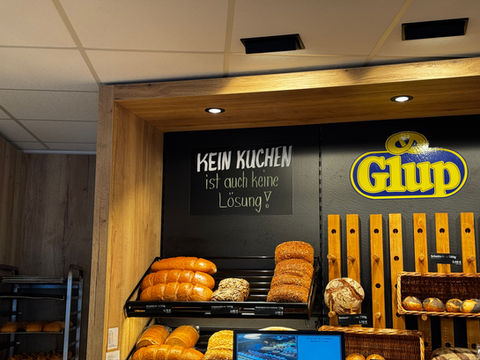 KEIN KUCHEN
ist auch keine
Lösung!
Glup